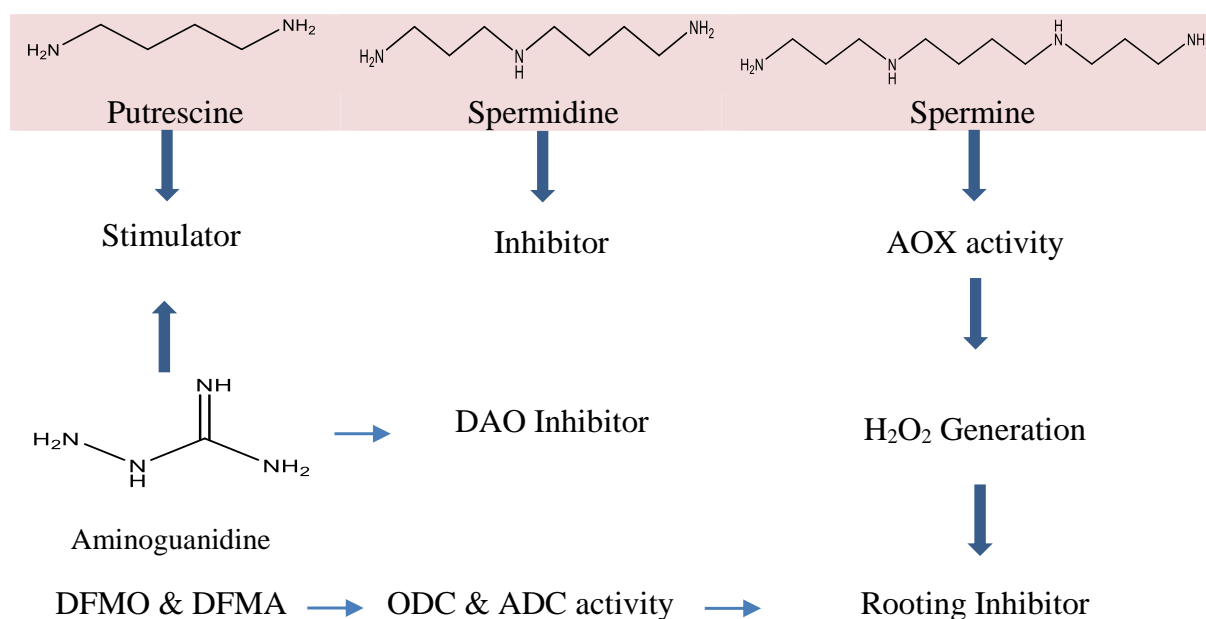 H₂N NH₂ H₂N N H NH₂ H₂N N H H N NH
Putrescine Spermidine Spermine
Stimulator Inhibitor AOX activity
NH
H₂N N H NH₂ DAO Inhibitor H₂O₂ Generation
Aminoguanidine
DFMO & DFMA ODC & ADC activity Rooting Inhibitor